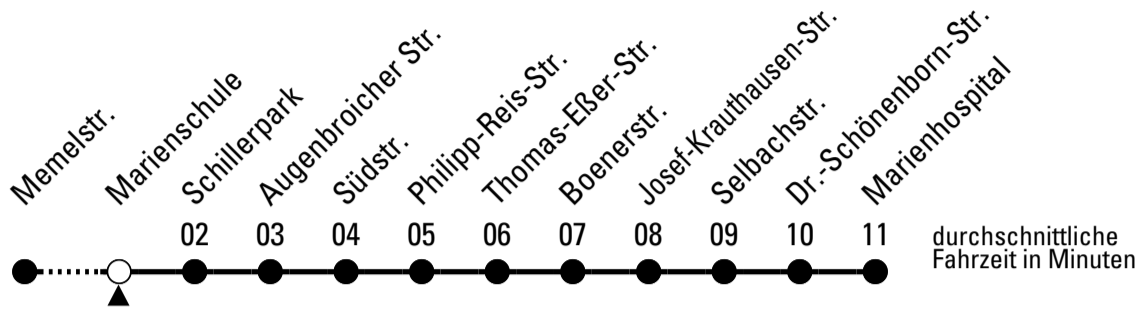 Memelstr.
Marienschule
Schillerpark
Augenbroicher Str.
Südstr.
Philipp-Reis-Str.
Thomas-Eßer-Str.
Boenerstr.
Josef-Krauthausen-Str.
Selbachstr.
Dr.-Schönenborn-Str.
Marienhospital
02 03 04 05 06 07 08 09 10 11
durchschnittliche
Fahrzeit in Minuten